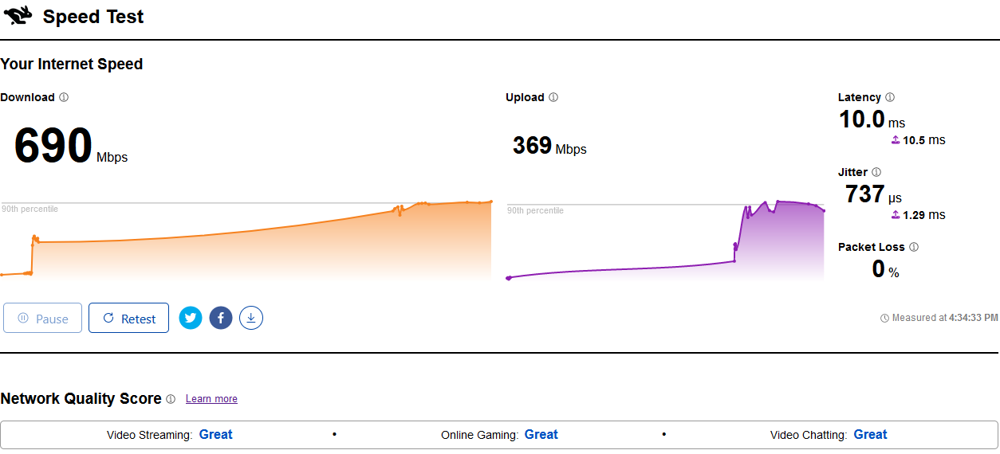 Speed Test
Your Internet Speed
Download
690 Mbps
90th percentile
Upload
369 Mbps
90th percentile
Latency
10.0 ms
10.5 ms
Jitter
737 μs
1.29 ms
Packet Loss
0 %
Pause
Retest
Measured at 4:34:33 PM
Network Quality Score Learn more
Video Streaming: Great • Online Gaming: Great • Video Chatting: Great